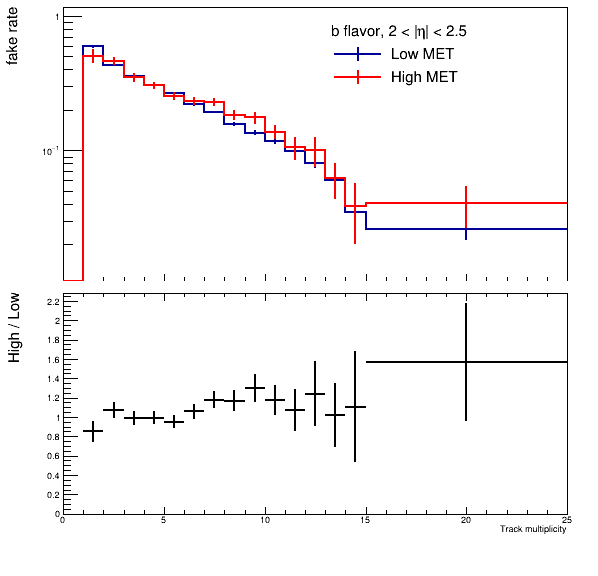 fake rate
b flavor, 2 < |η| < 2.5
Low MET
High MET
1
10⁻¹
High / Low
2.2
2
1.8
1.6
1.4
1.2
1
0.8
0.6
0.4
0.2
0
0 5 10 15 20 25
Track multiplicity